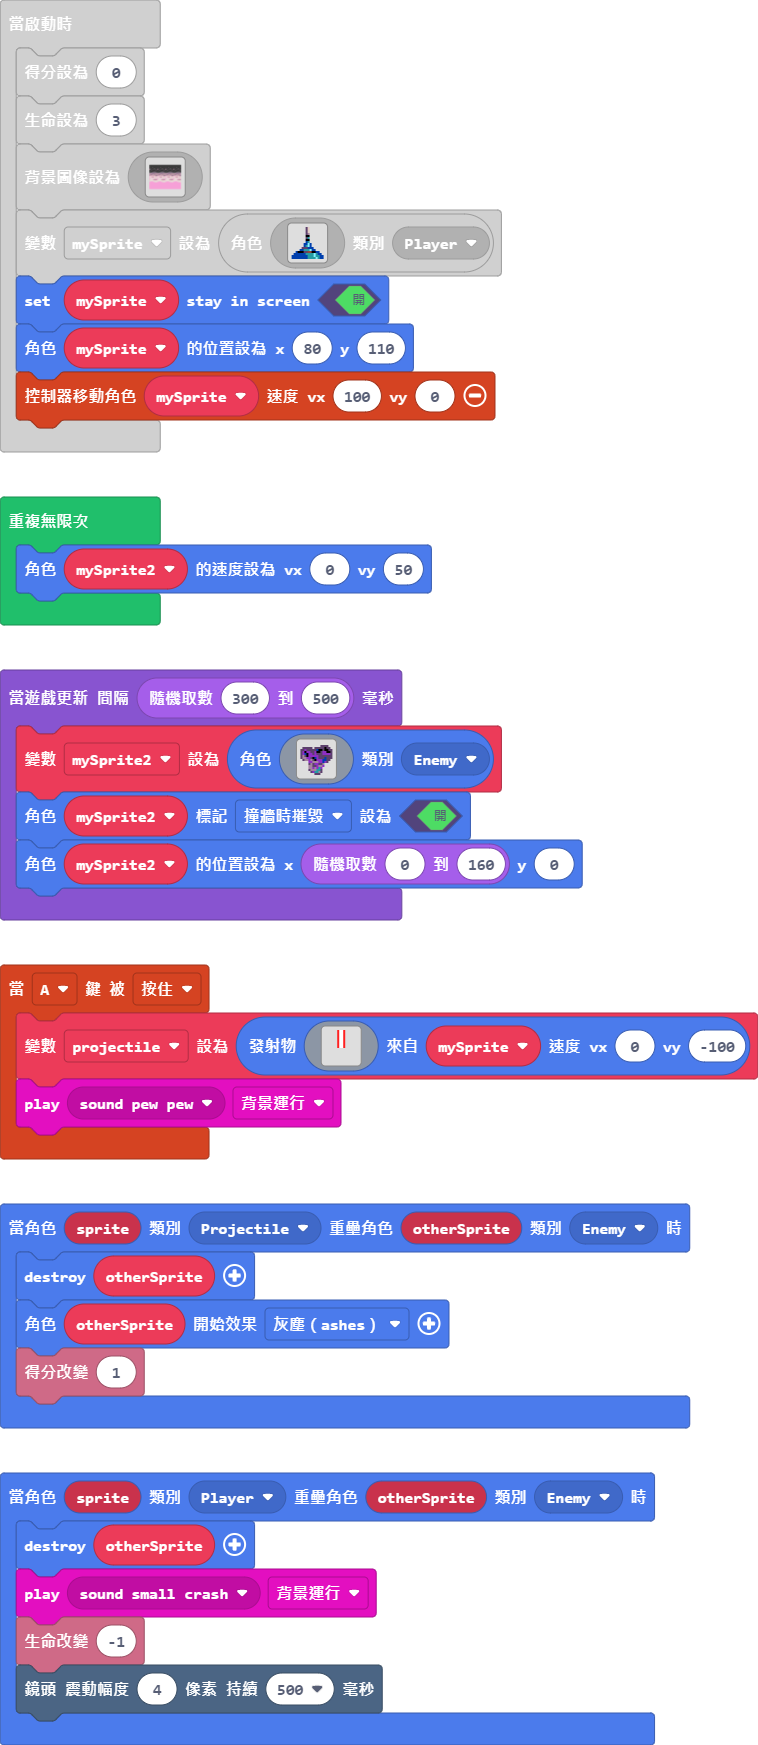 當啟動時
得分設為 0
生命設為 3
背景圖像設為
變數 mySprite 設為 角色 類別 Player
set mySprite stay in screen 開
角色 mySprite 的位置設為 x 80 y 110
控制器移動角色 mySprite 速度 vx 100 vy 0
重複無限次
角色 mySprite2 的速度設為 vx 0 vy 50
當遊戲更新 間隔 隨機取數 300 到 500 毫秒
變數 mySprite2 設為 角色 類別 Enemy
角色 mySprite2 標記 撞牆時摧毀 設為 開
角色 mySprite2 的位置設為 x 隨機取數 0 到 160 y 0
當 A 鍵 被 按住
變數 projectile 設為 發射物 來自 mySprite 速度 vx 0 vy -100
play sound pew pew 背景運行
當角色 sprite 類別 Projectile 重疊角色 otherSprite 類別 Enemy 時
destroy otherSprite
角色 otherSprite 開始效果 灰塵（ashes）
得分改變 1
當角色 sprite 類別 Player 重疊角色 otherSprite 類別 Enemy 時
destroy otherSprite
play sound small crash 背景運行
生命改變 -1
鏡頭 震動幅度 4 像素 持續 500 毫秒